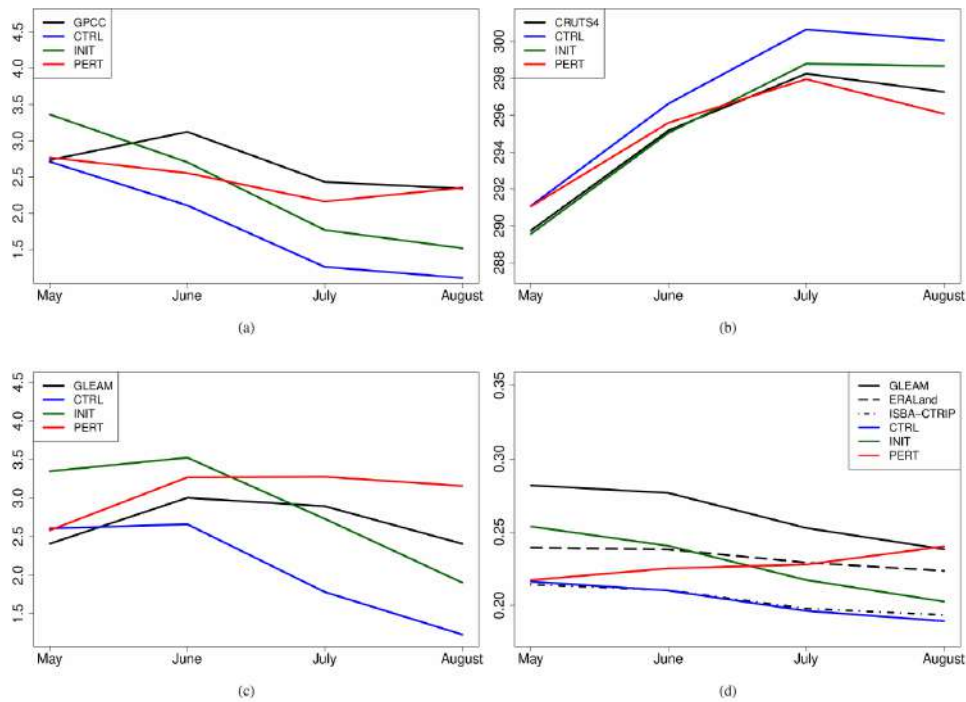 GPCC
CTRL
INIT
PERT
4.5
4.0
3.5
3.0
2.5
2.0
1.5
May June July August
(a)
CRUTS4
CTRL
INIT
PERT
300
298
296
294
292
290
288
May June July August
(b)
GLEAM
CTRL
INIT
PERT
4.5
4.0
3.5
3.0
2.5
2.0
1.5
May June July August
(c)
GLEAM
ERALand
ISBA-CTRIP
CTRL
INIT
PERT
0.35
0.30
0.25
0.20
May June July August
(d)